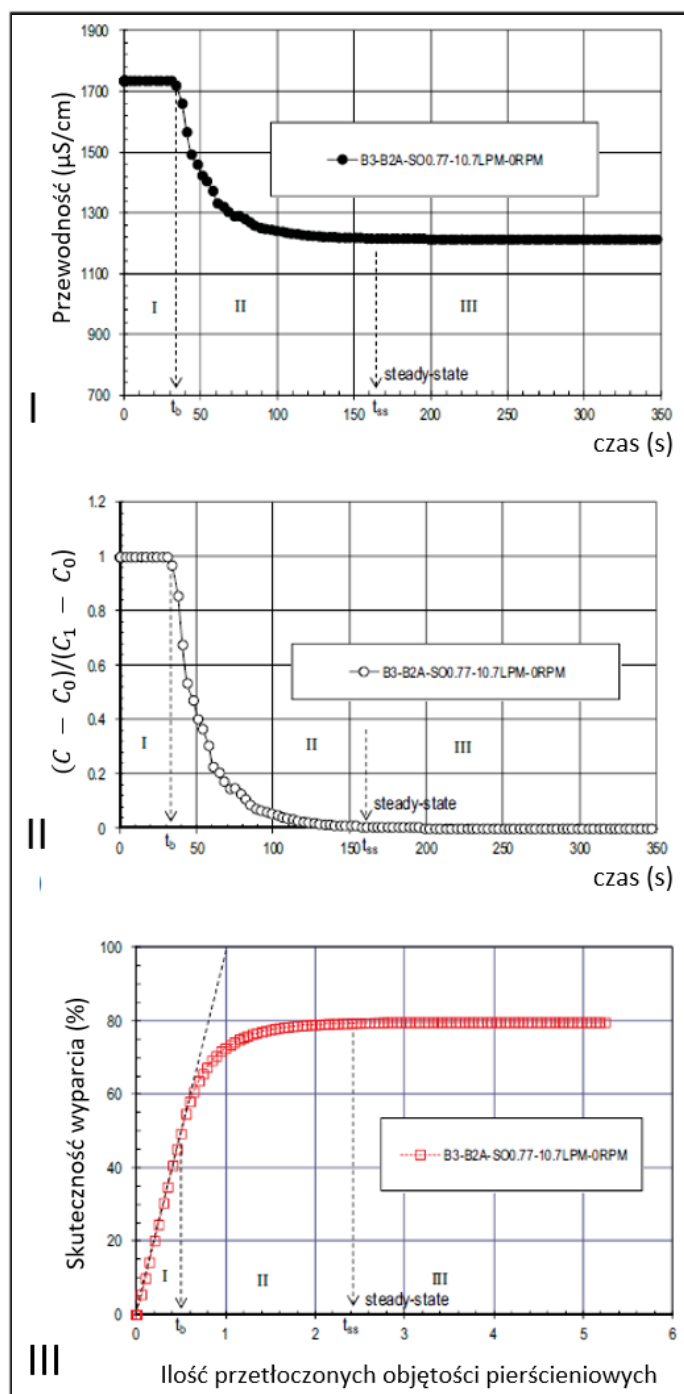 1900
1700
1500
1300
1100
900
700
Przewodność (µS/cm)
B3-B2A-SO0.77-10.7LPM-0RPM
I
II
III
steady-state
0
t_b
50
100
150
t_ss
200
250
300
350
czas (s)
I
1.2
1
0.8
0.6
0.4
0.2
0
(C − C₀)/(C₁ − C₀)
B3-B2A-SO0.77-10.7LPM-0RPM
I
II
III
steady-state
0
t_b
50
100
150
t_ss
200
250
300
350
czas (s)
II
100
80
60
40
20
0
Skuteczność wyparcia (%)
B3-B2A-SO0.77-10.7LPM-0RPM
I
II
III
steady-state
0
t_b
1
2
t_ss
3
4
5
6
III
Ilość przetłoczonych objętości pierścieniowych